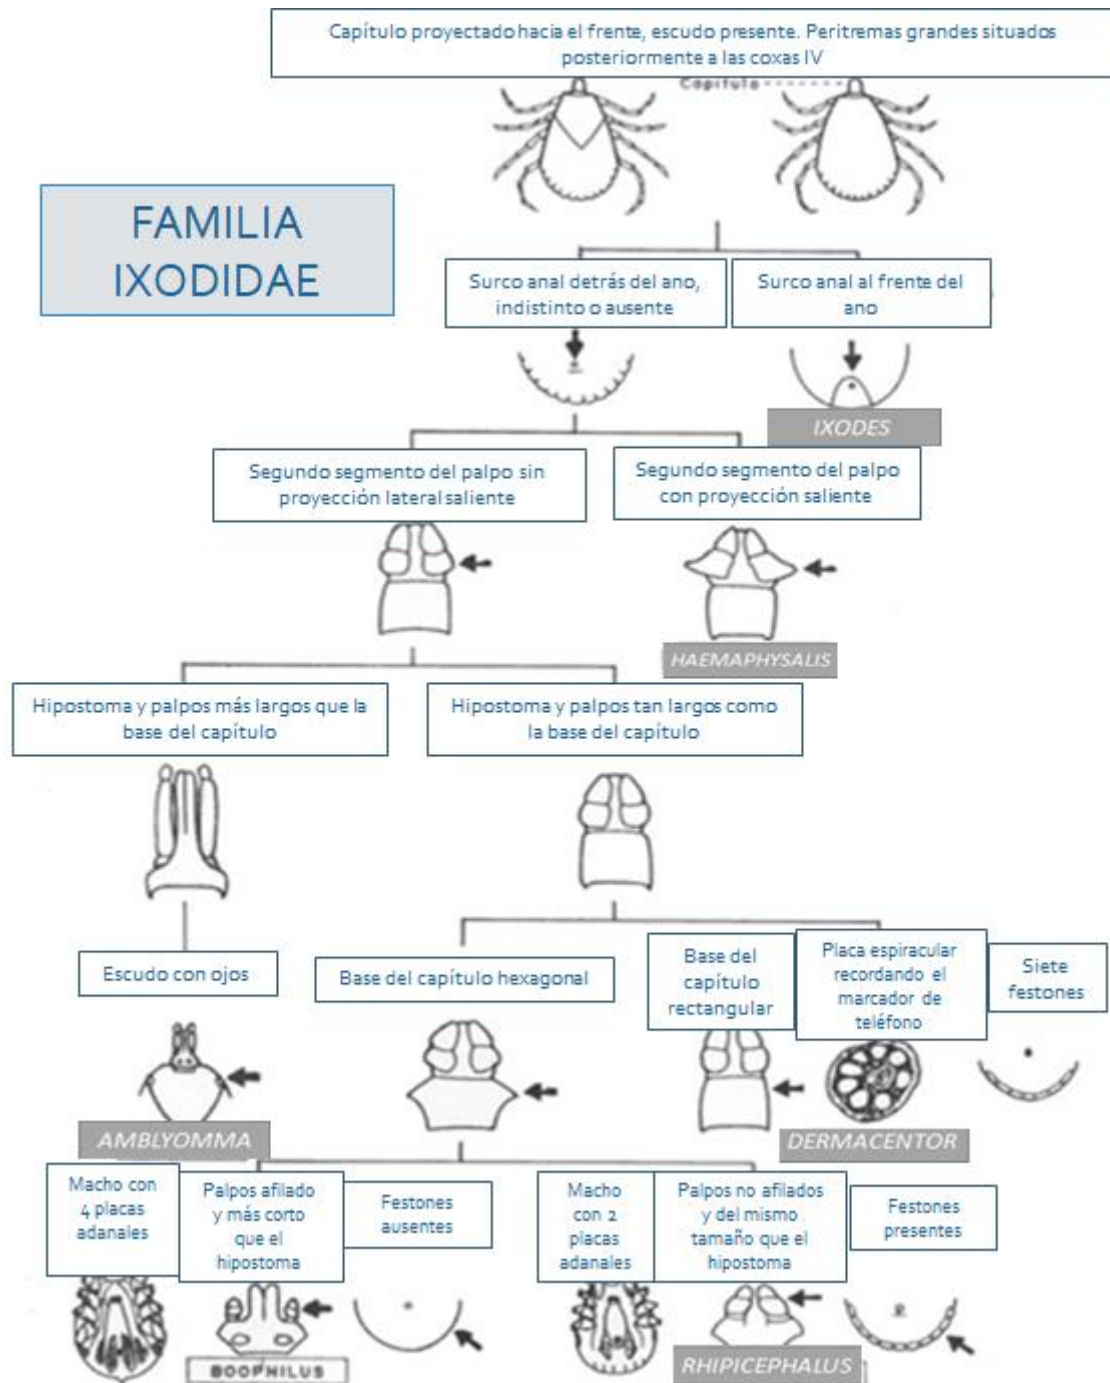 Capítulo proyectado hacia el frente, escudo presente. Peritremas grandes situados
posteriormente a las coxas IV
Capitulo
FAMILIA
IXODIDAE
Surco anal detrás del ano,
indistinto o ausente
Surco anal al frente del
ano
IXODES
Segundo segmento del palpo sin
proyección lateral saliente
Segundo segmento del palpo
con proyección saliente
HAEMAPHYSALIS
Hipostoma y palpos más largos que la
base del capítulo
Hipostoma y palpos tan largos como
la base del capítulo
Escudo con ojos
Base del capítulo hexagonal
Base del
capítulo
rectangular
Placa espiracular
recordando el
marcador de
teléfono
Siete
festones
AMBLYOMMA
DERMACENTOR
Macho con
4 placas
adanales
Palpos afilado
y más corto
que el
hipostoma
Festones
ausentes
Macho
con 2
placas
adanales
Palpos no afilados
y del mismo
tamaño que el
hipostoma
Festones
presentes
BOOPHILUS
RHIPICEPHALUS